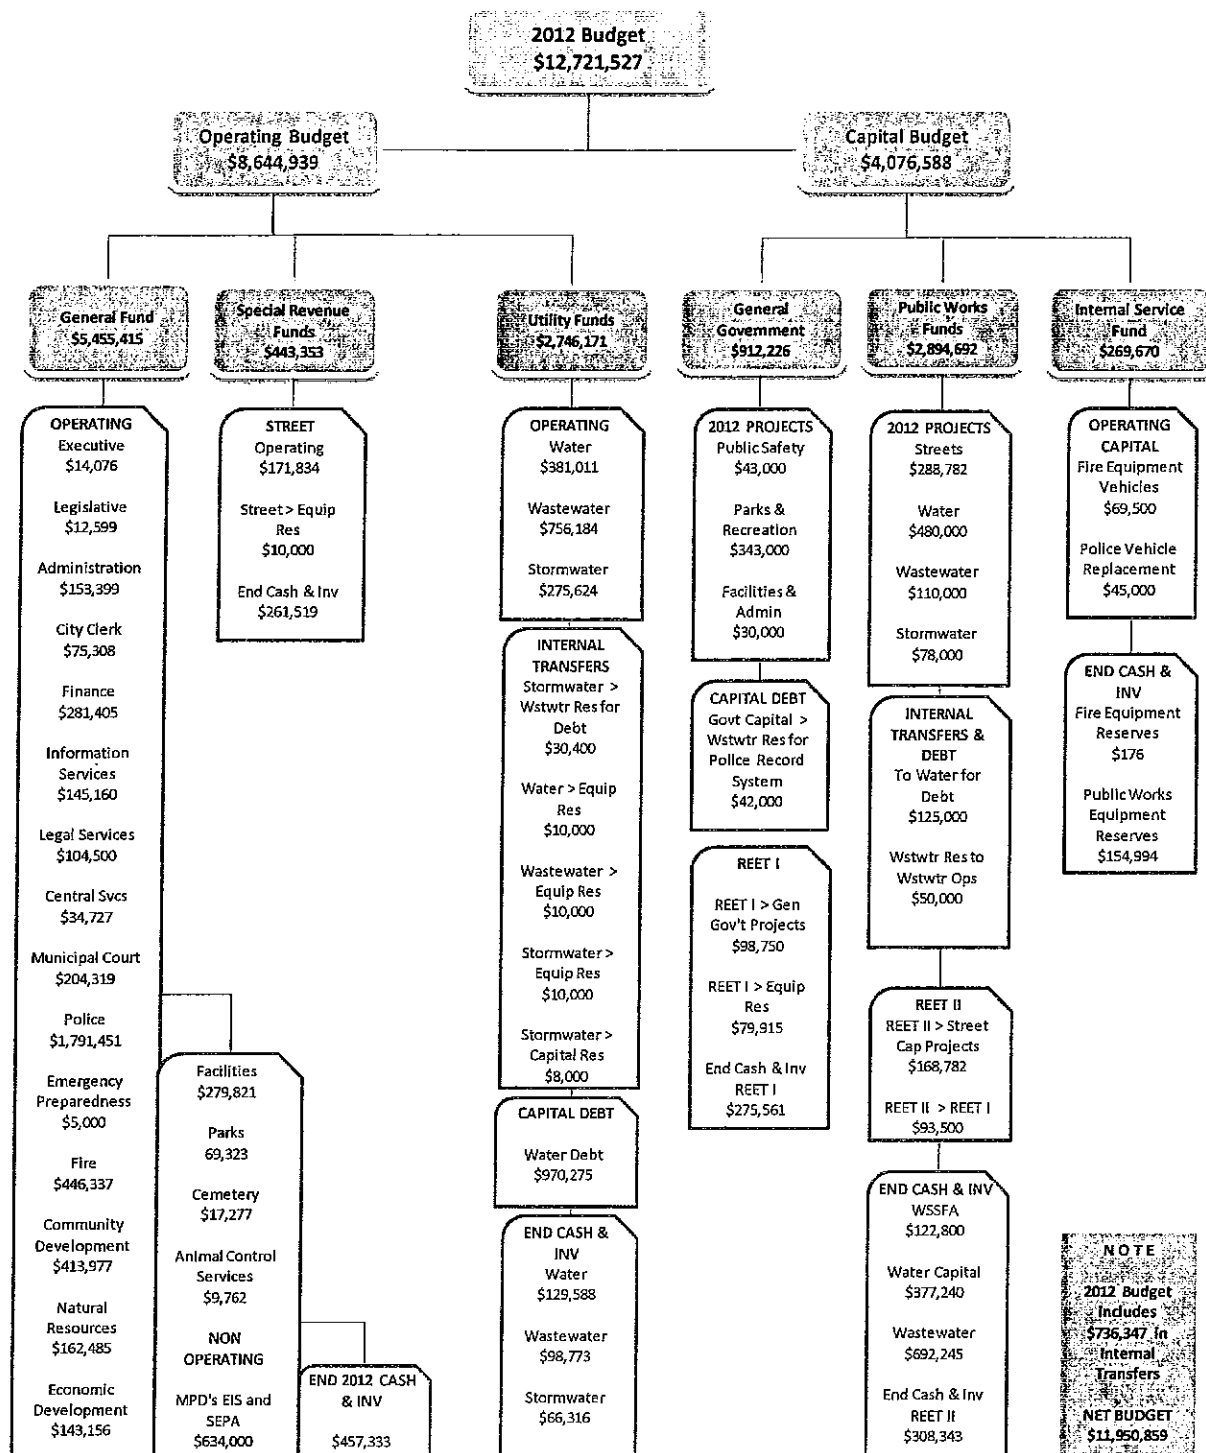 2012 Budget
$12,721,527
Operating Budget
$8,644,939
Capital Budget
$4,076,588
General Fund
$5,455,415
Special Revenue
Funds
$443,353
Utility Funds
$2,746,171
General
Government
$912,226
Public Works
Funds
$2,894,692
Internal Service
Fund
$269,670
OPERATING
Executive
$14,076
Legislative
$12,599
Administration
$153,399
City Clerk
$75,308
Finance
$281,405
Information
Services
$145,160
Legal Services
$104,500
Central Svcs
$34,727
Municipal Court
$204,319
Police
$1,791,451
Emergency
Preparedness
$5,000
Fire
$446,337
Community
Development
$413,977
Natural
Resources
$162,485
Economic
Development
$143,156
Facilities
$279,821
Parks
69,323
Cemetery
$17,277
Animal Control
Services
$9,762
NON
OPERATING
MPD's EIS and
SEPA
$634,000
END 2012 CASH
& INV
$457,333
STREET
Operating
$171,834
Street > Equip
Res
$10,000
End Cash & Inv
$261,519
OPERATING
Water
$381,011
Wastewater
$756,184
Stormwater
$275,624
INTERNAL
TRANSFERS
Stormwater >
Wstwtr Res for
Debt
$30,400
Water > Equip
Res
$10,000
Wastewater >
Equip Res
$10,000
Stormwater >
Equip Res
$10,000
Stormwater >
Capital Res
$8,000
CAPITAL DEBT
Water Debt
$970,275
END CASH &
INV
Water
$129,588
Wastewater
$98,773
Stormwater
$66,316
2012 PROJECTS
Public Safety
$43,000
Parks &
Recreation
$343,000
Facilities &
Admin
$30,000
CAPITAL DEBT
Govt Capital >
Wstwtr Res for
Police Record
System
$42,000
REET I
REET I > Gen
Gov't Projects
$98,750
REET I > Equip
Res
$79,915
End Cash & Inv
REET I
$275,561
2012 PROJECTS
Streets
$288,782
Water
$480,000
Wastewater
$110,000
Stormwater
$78,000
INTERNAL
TRANSFERS &
DEBT
To Water for
Debt
$125,000
Wstwtr Res to
Wstwtr Ops
$50,000
REET II
REET II > Street
Cap Projects
$168,782
REET II > REET I
$93,500
END CASH & INV
WSSFA
$122,800
Water Capital
$377,240
Wastewater
$692,245
End Cash & Inv
REET II
$308,343
OPERATING
CAPITAL
Fire Equipment
Vehicles
$69,500
Police Vehicle
Replacement
$45,000
END CASH &
INV
Fire Equipment
Reserves
$176
Public Works
Equipment
Reserves
$154,994
NOTE
2012 Budget
Includes
$736,347 in
Internal
Transfers
NET BUDGET
$11,950,859